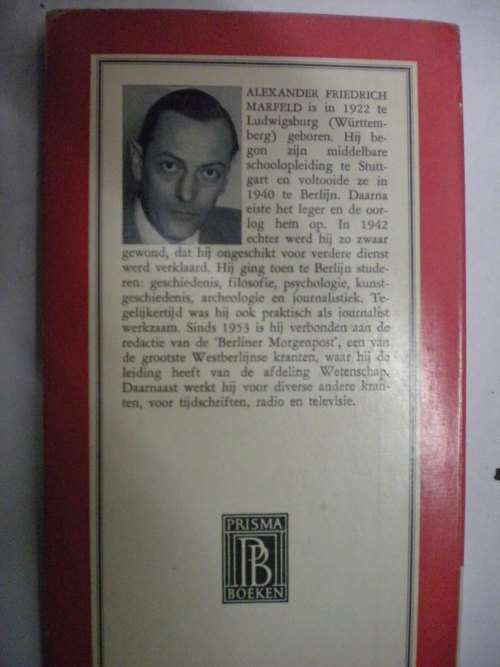 ALEXANDER FRIEDRICH
MARFELD is in 1922 te
Ludwigsburg (Württem-
berg) geboren. Hij be-
gon zijn middelbare
schoolopleiding te Stutt-
gart en voltooide ze in
1940 te Berlijn. Daarna
eiste het leger en de oor-
log hem op. In 1942
echter werd hij zo zwaar
gewond, dat hij ongeschikt voor verdere dienst
werd verklaard. Hij ging toen te Berlijn stude-
ren: geschiedenis, filosofie, psychologie, kunst-
geschiedenis, archeologie en journalistiek. Te-
gelijkertijd was hij ook praktisch als journalist
werkzaam. Sinds 1953 is hij verbonden aan de
redactie van de 'Berliner Morgenpost', een van
de grootste Westberlijnse kranten, waar hij de
leiding heeft van de afdeling Wetenschap.
Daarnaast werkt hij voor diverse andere kran-
ten, voor tijdschriften, radio en televisie.
PRISMA
PB
BOEKEN